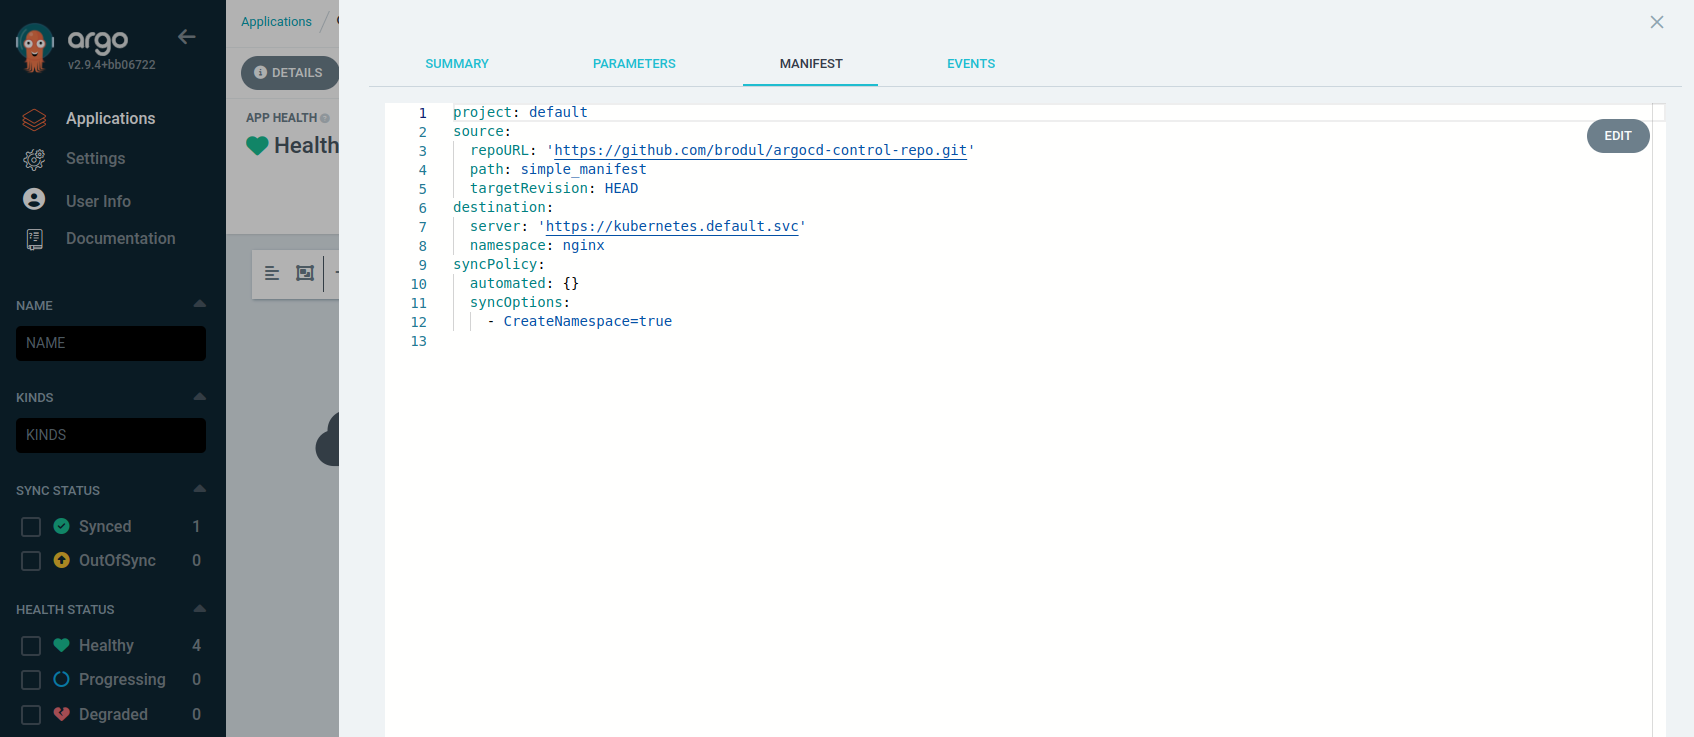 argo
v2.9.4+bb06722
Applications
Settings
User Info
Documentation
NAME
NAME
KINDS
KINDS
SYNC STATUS
Synced 1
OutOfSync 0
HEALTH STATUS
Healthy 4
Progressing 0
Degraded 0
Applications /
DETAILS
APP HEALTH
Health
SUMMARY PARAMETERS MANIFEST EVENTS
EDIT
1 project: default
2 source:
3 repoURL: 'https://github.com/brodul/argocd-control-repo.git'
4 path: simple_manifest
5 targetRevision: HEAD
6 destination:
7 server: 'https://kubernetes.default.svc'
8 namespace: nginx
9 syncPolicy:
10 automated: {}
11 syncOptions:
12 - CreateNamespace=true
13